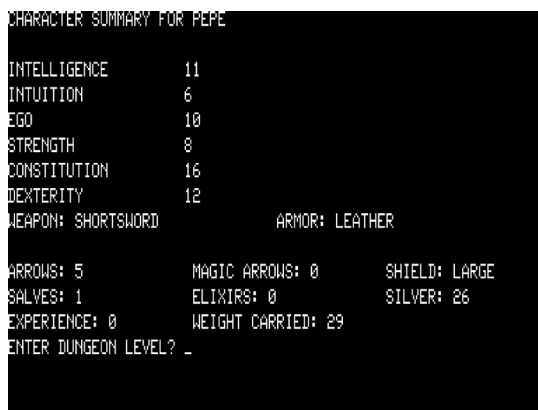 CHARACTER SUMMARY FOR PEPE
INTELLIGENCE 11
INTUITION 6
EGO 10
STRENGTH 8
CONSTITUTION 16
DEXTERITY 12
WEAPON: SHORTSWORD ARMOR: LEATHER
ARROWS: 5 MAGIC ARROWS: 0 SHIELD: LARGE
SALVES: 1 ELIXIRS: 0 SILVER: 26
EXPERIENCE: 0 WEIGHT CARRIED: 29
ENTER DUNGEON LEVEL? _